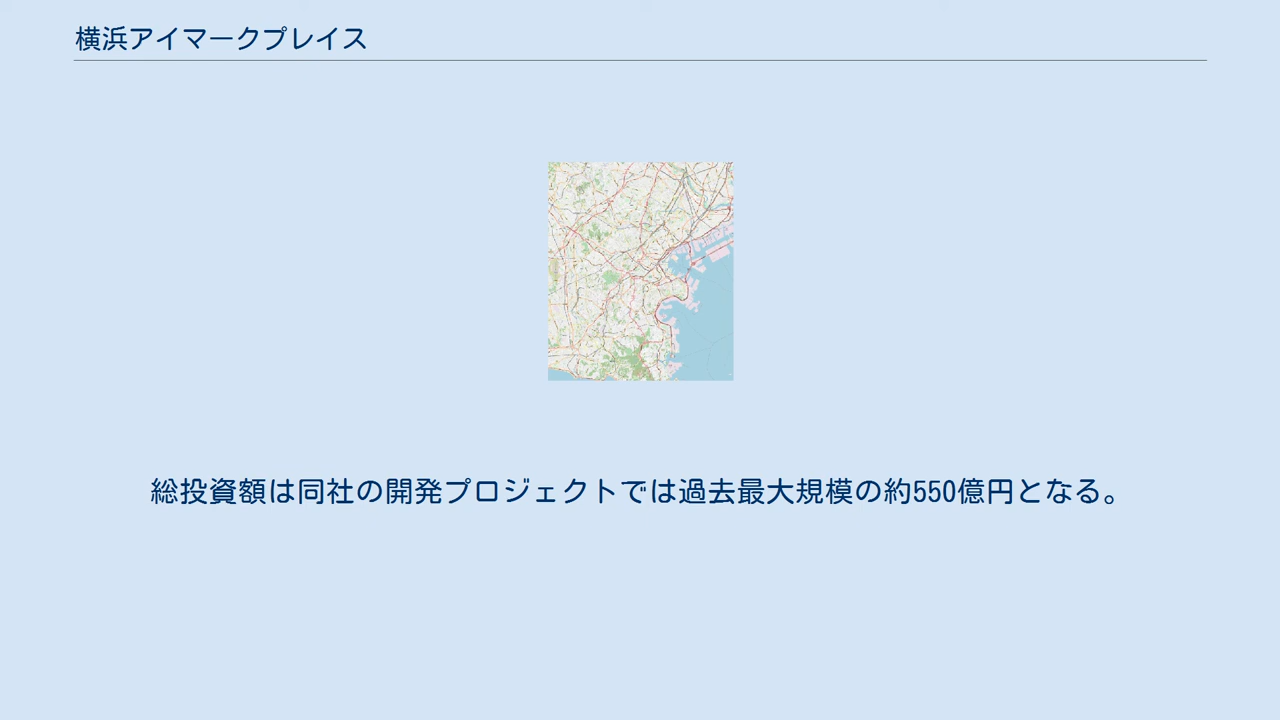 横浜アイマークプレイス
総投資額は同社の開発プロジェクトでは過去最大規模の約550億円となる。